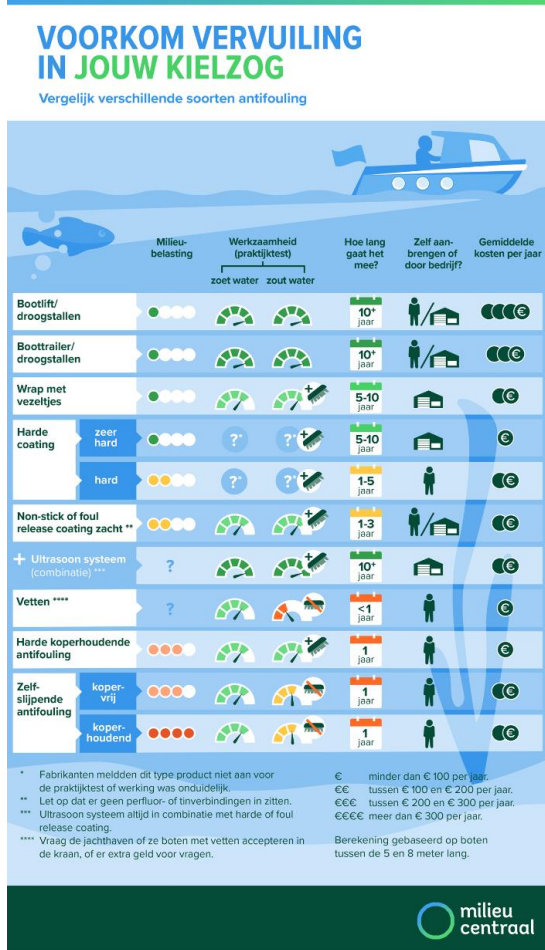 VOORKOM VERVUILING
IN JOUW KIELZOG
Vergelijk verschillende soorten antifouling
Milieu-
belasting
Werkzaamheid
(praktijktest)
zoet water zout water
Hoe lang
gaat het
mee?
Zelf aan-
brengen of
door bedrijf?
Gemiddelde
kosten per jaar
Bootlift/
droogstallen
10+
jaar
€
Boottrailer/
droogstallen
10+
jaar
€
Wrap met
vezeltjes
+
5-10
jaar
€
Harde
coating
zeer
hard
?*
?*
+
5-10
jaar
€
hard
?*
?*
+
1-5
jaar
€
Non-stick of foul
release coating zacht **
+
1-3
jaar
€
+ Ultrasoon systeem
(combinatie) ***
?
+
10+
jaar
€
Vetten ****
?
<1
jaar
€
Harde koperhoudende
antifouling
+
1
jaar
€
Zelf-
slijpende
antifouling
koper-
vrij
1
jaar
€
koper-
houdend
1
jaar
€
* Fabrikanten meldden dit type product niet aan voor
de praktijktest of werking was onduidelijk.
** Let op dat er geen perfluor- of tinverbindingen in zitten.
*** Ultrasoon systeem altijd in combinatie met harde of foul
release coating.
**** Vraag de jachthaven of ze boten met vetten accepteren in
de kraan, of er extra geld voor vragen.
€ minder dan € 100 per jaar.
€€ tussen € 100 en € 200 per jaar.
€€€ tussen € 200 en € 300 per jaar.
€€€€ meer dan € 300 per jaar.
Berekening gebaseerd op boten
tussen de 5 en 8 meter lang.
milieu
centraal